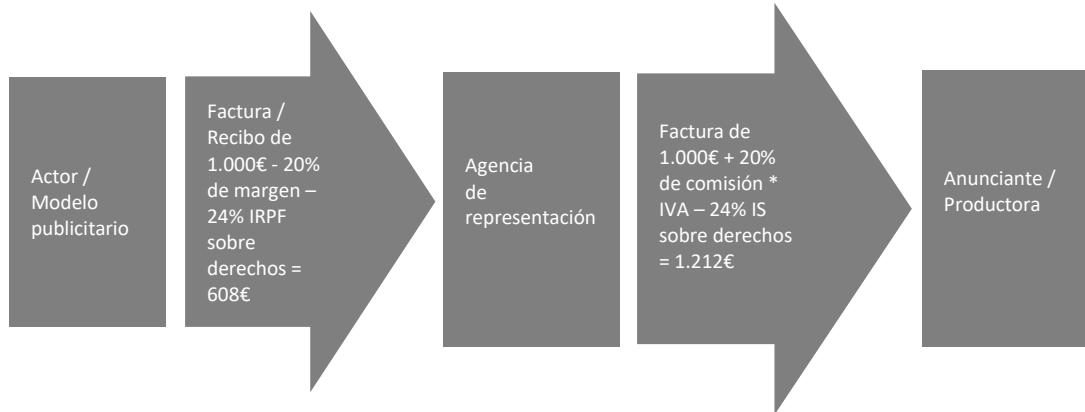 Actor /
Modelo
publicitario
Factura /
Recibo de
1.000€ - 20%
de margen –
24% IRPF
sobre
derechos =
608€
Agencia
de
representación
Factura de
1.000€ + 20%
de comisión *
IVA – 24% IS
sobre derechos
= 1.212€
Anunciante /
Productora